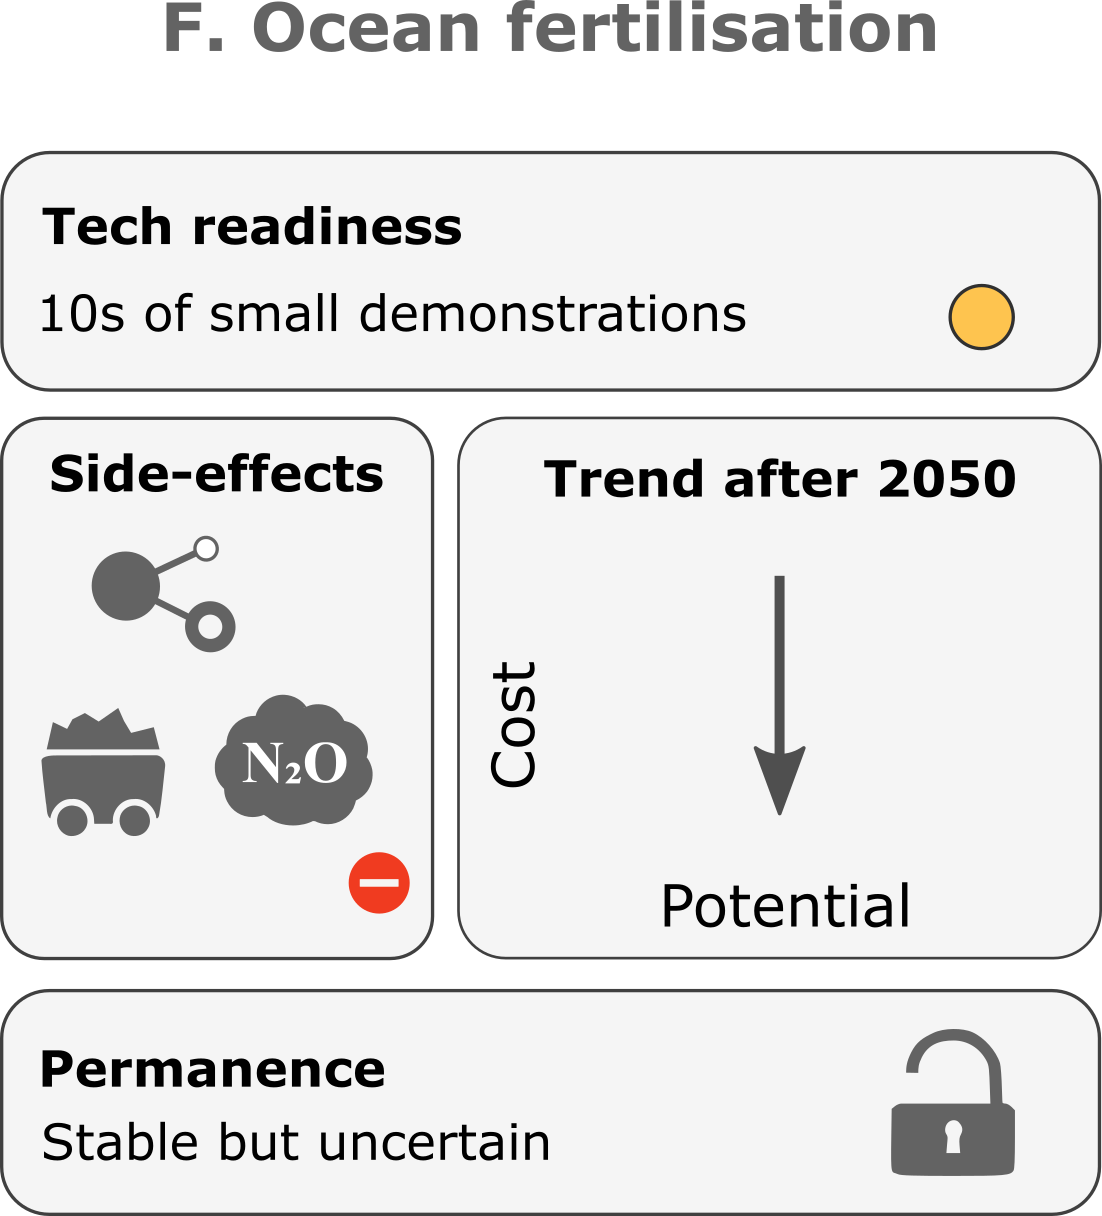 F. Ocean fertilisation
Tech readiness
10s of small demonstrations
Side-effects
N₂O
Trend after 2050
Cost
Potential
Permanence
Stable but uncertain